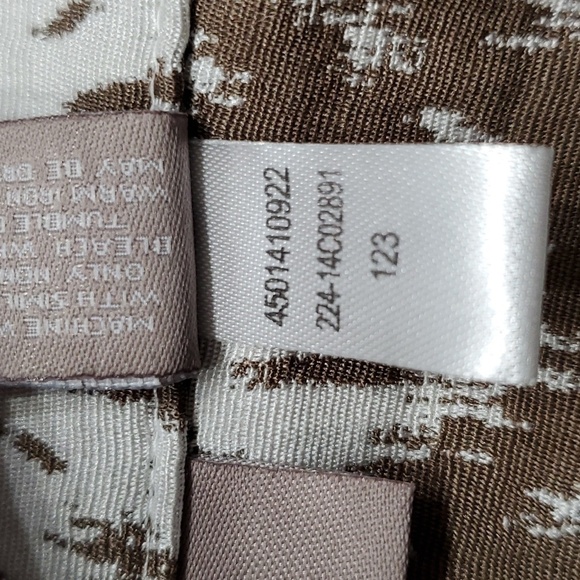 4501410922
224-14C02891
123
MACHINE W
WITH SIMIL
ONLY NON
BLEACH WH
TUMBLE D
WARM IRON
MAY BE DR